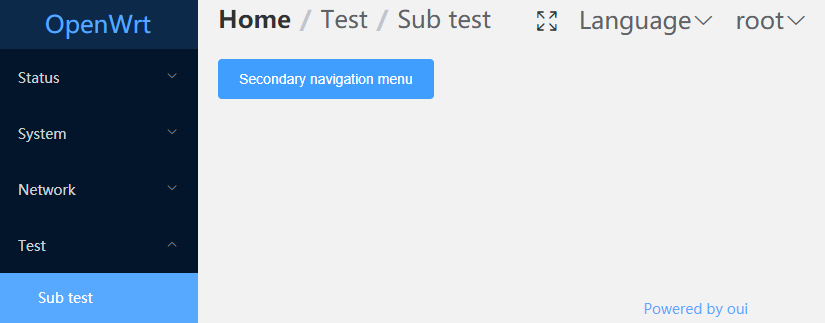 OpenWrt
Home / Test / Sub test
Language
root
Status
Secondary navigation menu
System
Network
Test
Sub test
Powered by oui